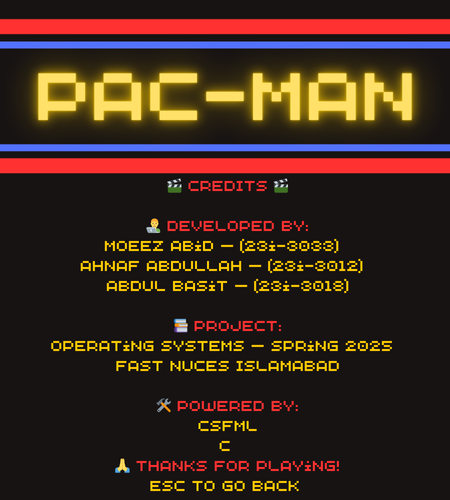 PAC-MAN
🎬 CREDITS 🎬
👨‍💻 DEVELOPED BY:
MOEEZ ABiD — (23i-3033)
AHNAF ABDULLAH — (23i-3012)
ABDUL BASiT — (23i-3018)
📚 PROJECT:
OPERATiNG SYSTEMS — SPRiNG 2025
FAST NUCES ISLAMABAD
🛠️ POWERED BY:
CSFML
C
🙏 THANKS FOR PLAYiNG!
ESC TO GO BACK